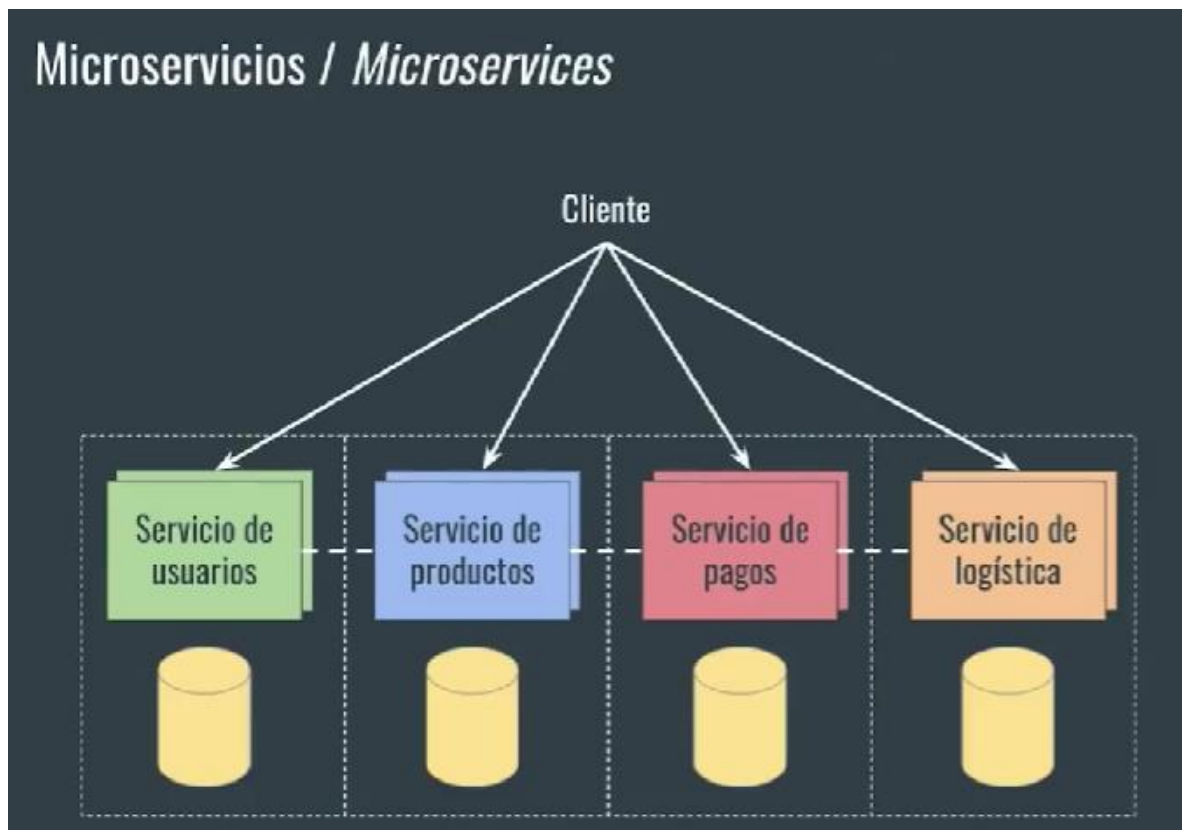 Microservicios / Microservices
Cliente
Servicio de
usuarios
Servicio de
productos
Servicio de
pagos
Servicio de
logística